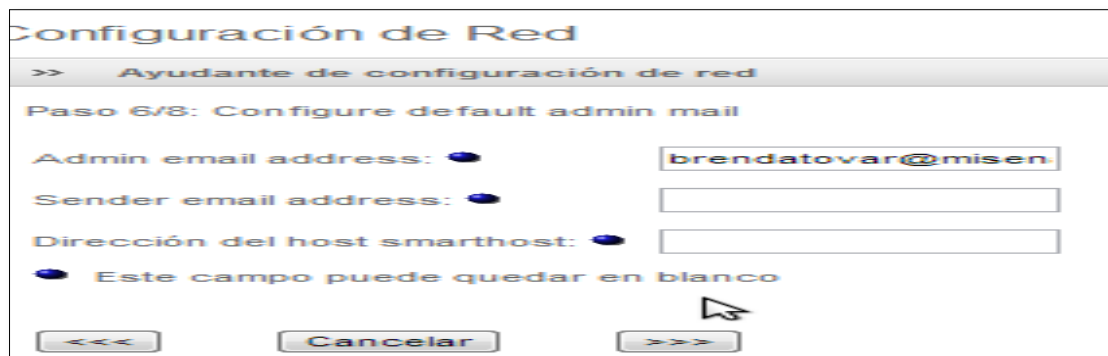 Configuración de Red
>> Ayudante de configuración de red
Paso 6/8: Configure default admin mail
Admin email address: brendatovar@misen.
Sender email address:
Dirección del host smarthost:
Este campo puede quedar en blanco
<<< Cancelar >>>